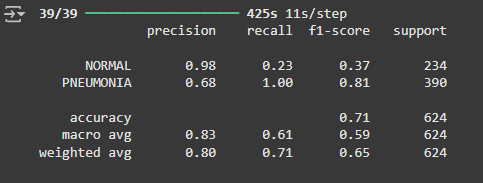 39/39 ━━━━━━━━━━━━━━━━━━━━ 425s 11s/step
precision recall f1-score support
NORMAL 0.98 0.23 0.37 234
PNEUMONIA 0.68 1.00 0.81 390
accuracy 0.71 624
macro avg 0.83 0.61 0.59 624
weighted avg 0.80 0.71 0.65 624